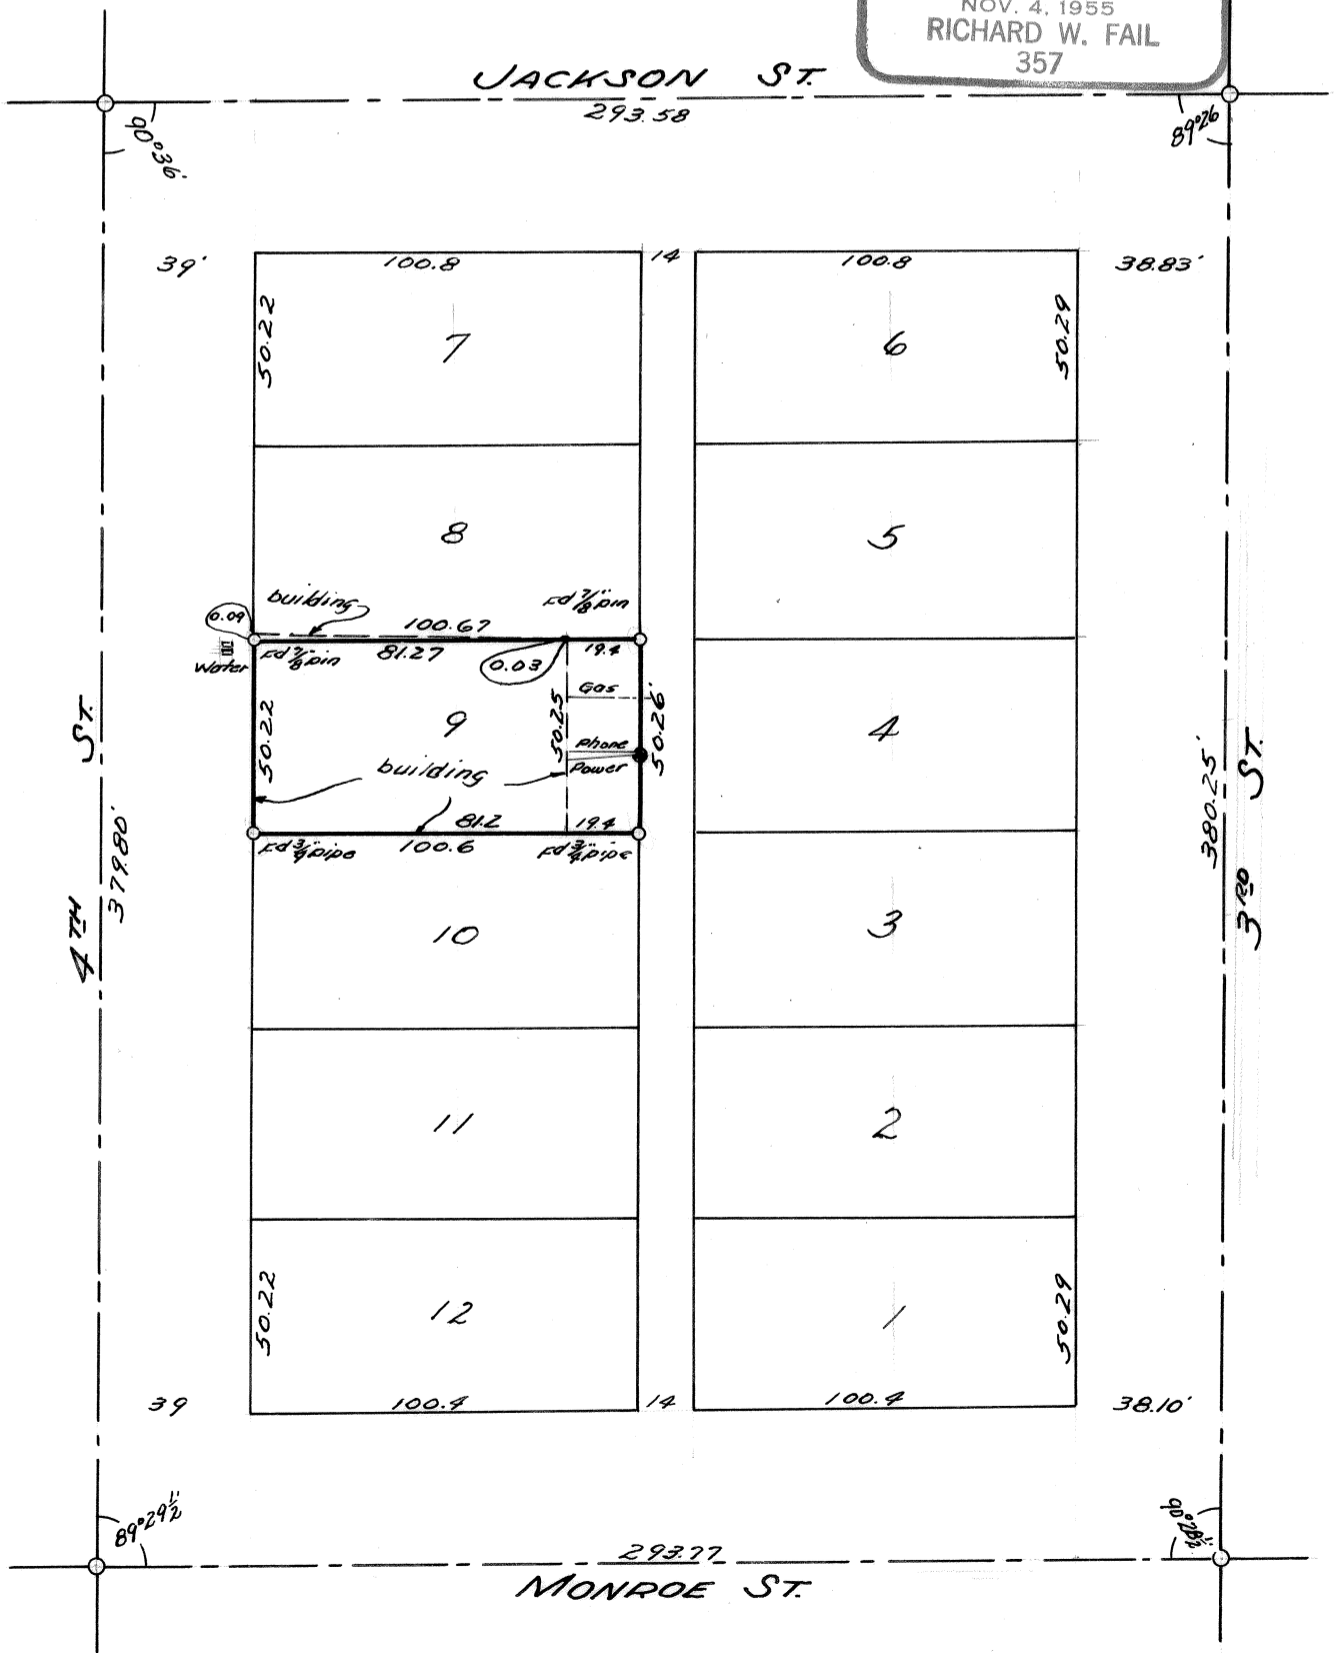 NOV. 4, 1955
RICHARD W. FAIL
357
JACKSON ST.
293.58
90°36'
89°26
39'
100.8
14
100.8
38.83'
50.22
7
6
50.29
8
5
building
Fd 7/8" pin
0.09
100.67
Water
Fd 7/8" pin
81.27
0.03
19.4
Gas
50.22
9
50.25
50.26'
4
Phone
Power
building
81.2
19.4
Fd 3/4" pipe
100.6
Fd 3/4" pipe
4TH ST.
379.80'
380.25'
3RD ST.
10
3
11
2
50.22
12
1
50.29
39
100.4
14
100.4
38.10'
89°29 1/2'
90°28 1/2'
293.77
MONROE ST.